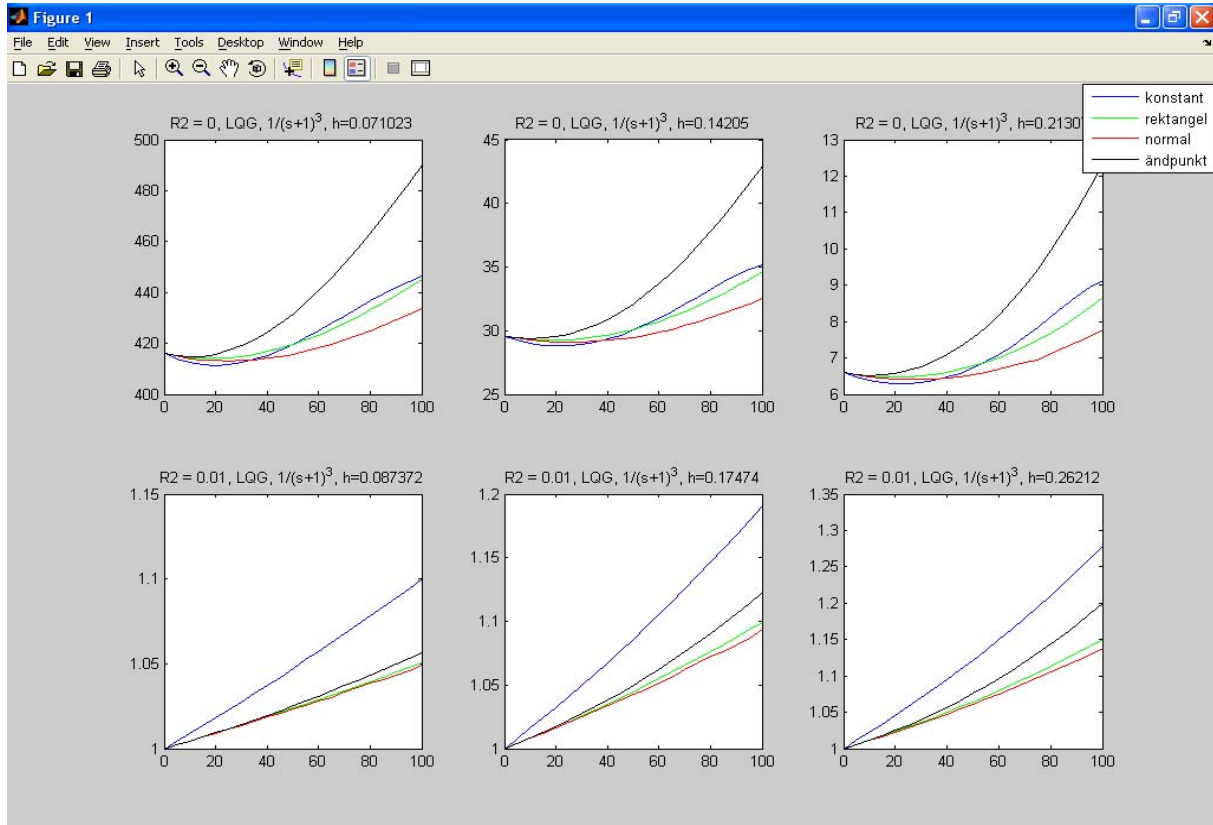 Figure 1
File Edit View Insert Tools Desktop Window Help
konstant
rektangel
normal
ändpunkt
R2 = 0, LQG, 1/(s+1)^3, h=0.071023
500
480
460
440
420
400
0 20 40 60 80 100
R2 = 0, LQG, 1/(s+1)^3, h=0.14205
45
40
35
30
25
0 20 40 60 80 100
R2 = 0, LQG, 1/(s+1)^3, h=0.2130
13
12
11
10
9
8
7
6
0 20 40 60 80 100
R2 = 0.01, LQG, 1/(s+1)^3, h=0.087372
1.15
1.1
1.05
1
0 20 40 60 80 100
R2 = 0.01, LQG, 1/(s+1)^3, h=0.17474
1.2
1.15
1.1
1.05
1
0 20 40 60 80 100
R2 = 0.01, LQG, 1/(s+1)^3, h=0.26212
1.35
1.3
1.25
1.2
1.15
1.1
1.05
1
0 20 40 60 80 100